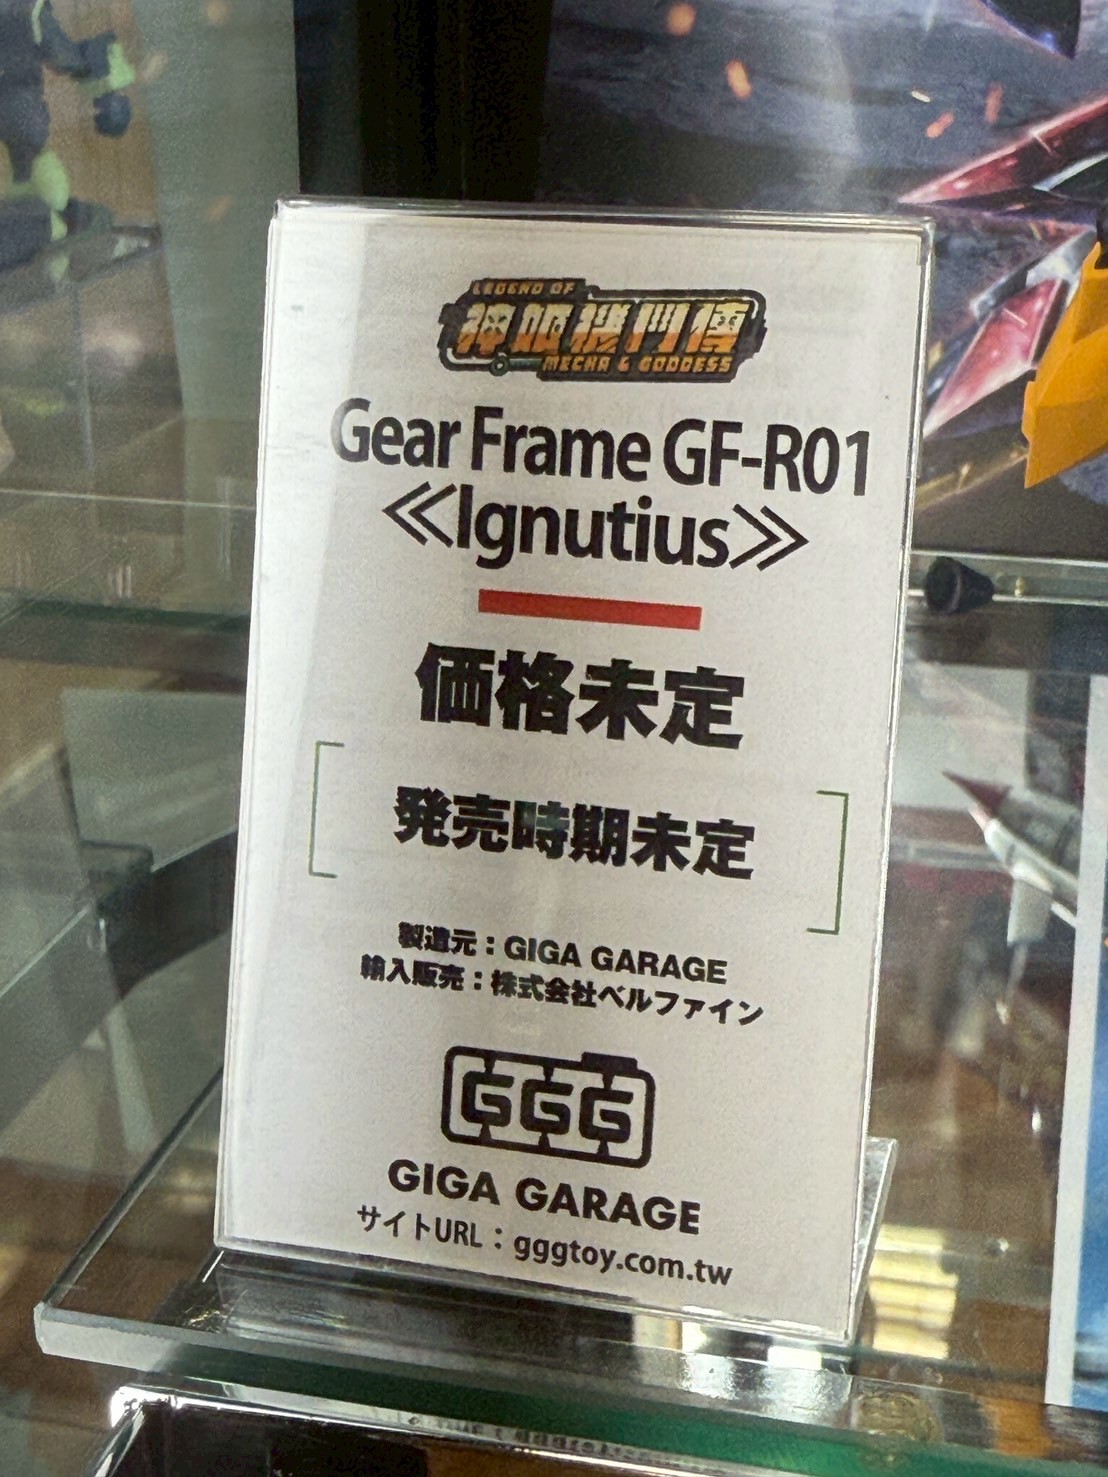 LEGEND OF
神姫機門傳
MECHA & GODDESS
Gear Frame GF-R01
≪Ignutius≫
価格未定
発売時期未定
製造元：GIGA GARAGE
輸入販売：株式会社ベルファイン
GGG
GIGA GARAGE
サイトURL：gggtoy.com.tw